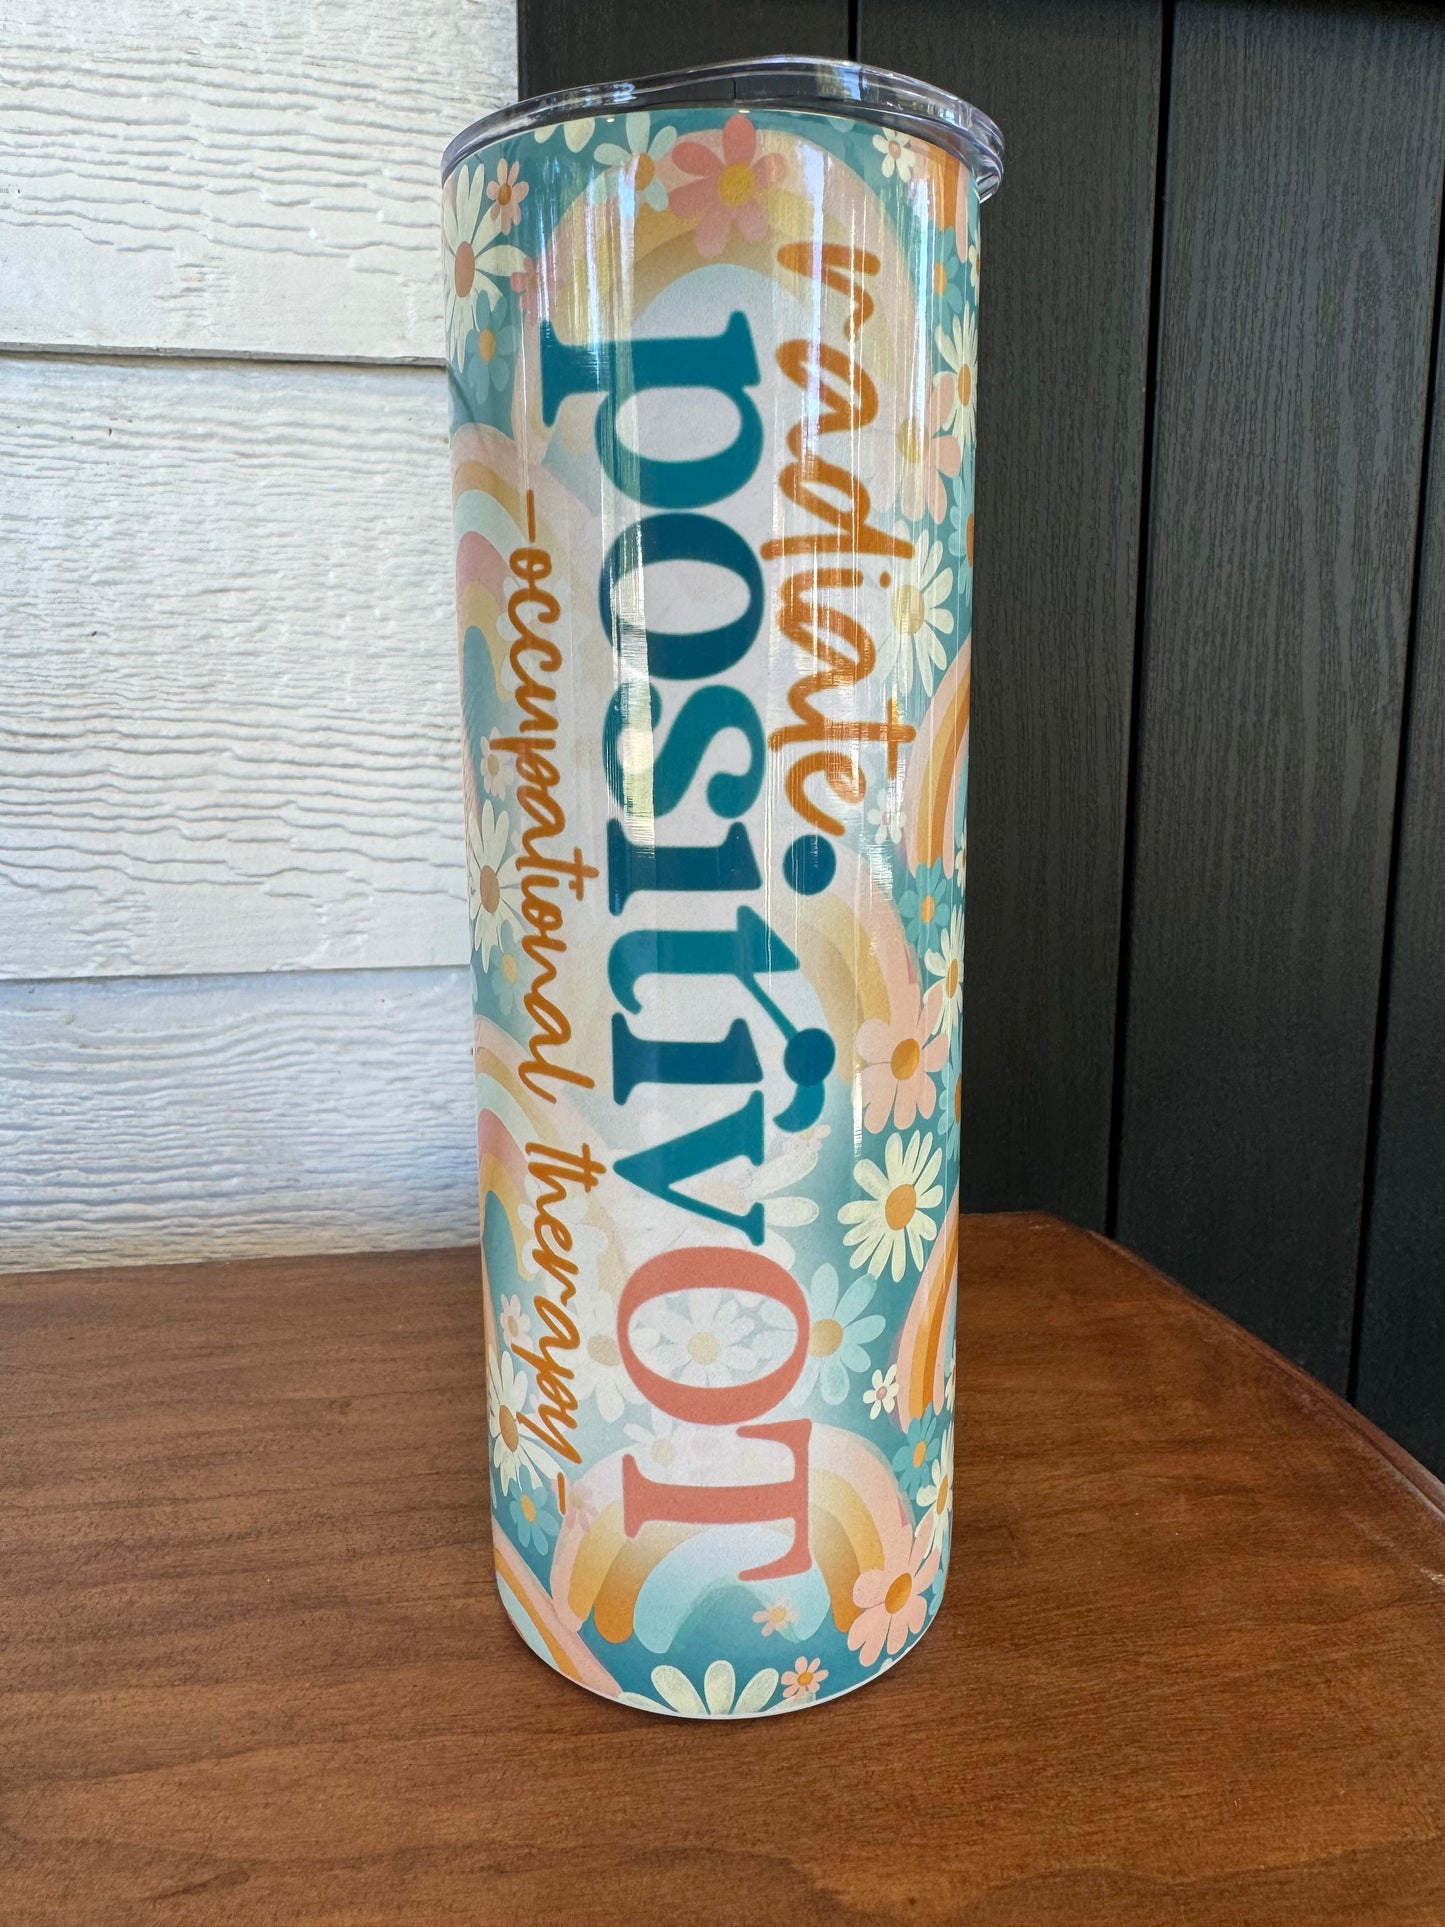 radiate
positivOT
-occupational therapy-